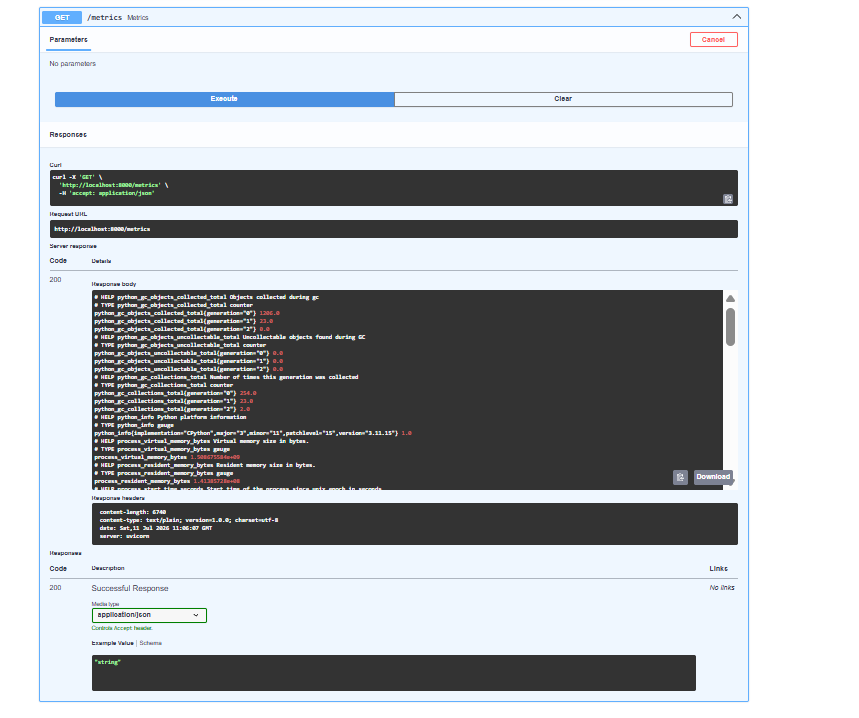 GET /metrics Metrics
Parameters
Cancel
No parameters
Execute
Clear
Responses
Curl
curl -X 'GET' \
'http://localhost:8000/metrics' \
-H 'accept: application/json'
Request URL
http://localhost:8000/metrics
Server response
Code Details
200
Response body
# HELP python_gc_objects_collected_total Objects collected during gc
# TYPE python_gc_objects_collected_total counter
python_gc_objects_collected_total{generation="0"} 1206.0
python_gc_objects_collected_total{generation="1"} 23.0
python_gc_objects_collected_total{generation="2"} 0.0
# HELP python_gc_objects_uncollectable_total Uncollectable objects found during GC
# TYPE python_gc_objects_uncollectable_total counter
python_gc_objects_uncollectable_total{generation="0"} 0.0
python_gc_objects_uncollectable_total{generation="1"} 0.0
python_gc_objects_uncollectable_total{generation="2"} 0.0
# HELP python_gc_collections_total Number of times this generation was collected
# TYPE python_gc_collections_total counter
python_gc_collections_total{generation="0"} 254.0
python_gc_collections_total{generation="1"} 23.0
python_gc_collections_total{generation="2"} 2.0
# HELP python_info Python platform information
# TYPE python_info gauge
python_info{implementation="CPython",major="3",minor="11",patchlevel="15",version="3.11.15"} 1.0
# HELP process_virtual_memory_bytes Virtual memory size in bytes.
# TYPE process_virtual_memory_bytes gauge
process_virtual_memory_bytes
# HELP process_resident_memory_bytes Resident memory size in bytes.
# TYPE process_resident_memory_bytes gauge
process_resident_memory_bytes 1.41385728e+08
# HELP process_start_time_seconds Start time of the process since unix epoch in seconds
Download
Response headers
content-length: 6740
content-type: text/plain; version=1.0.0; charset=utf-8
date: Sat,11 Jul 2026 11:06:07 GMT
server: uvicorn
Responses
Code Description Links
200 Successful Response No links
Media type
application/json
Controls Accept header.
Example Value | Schema
"string"